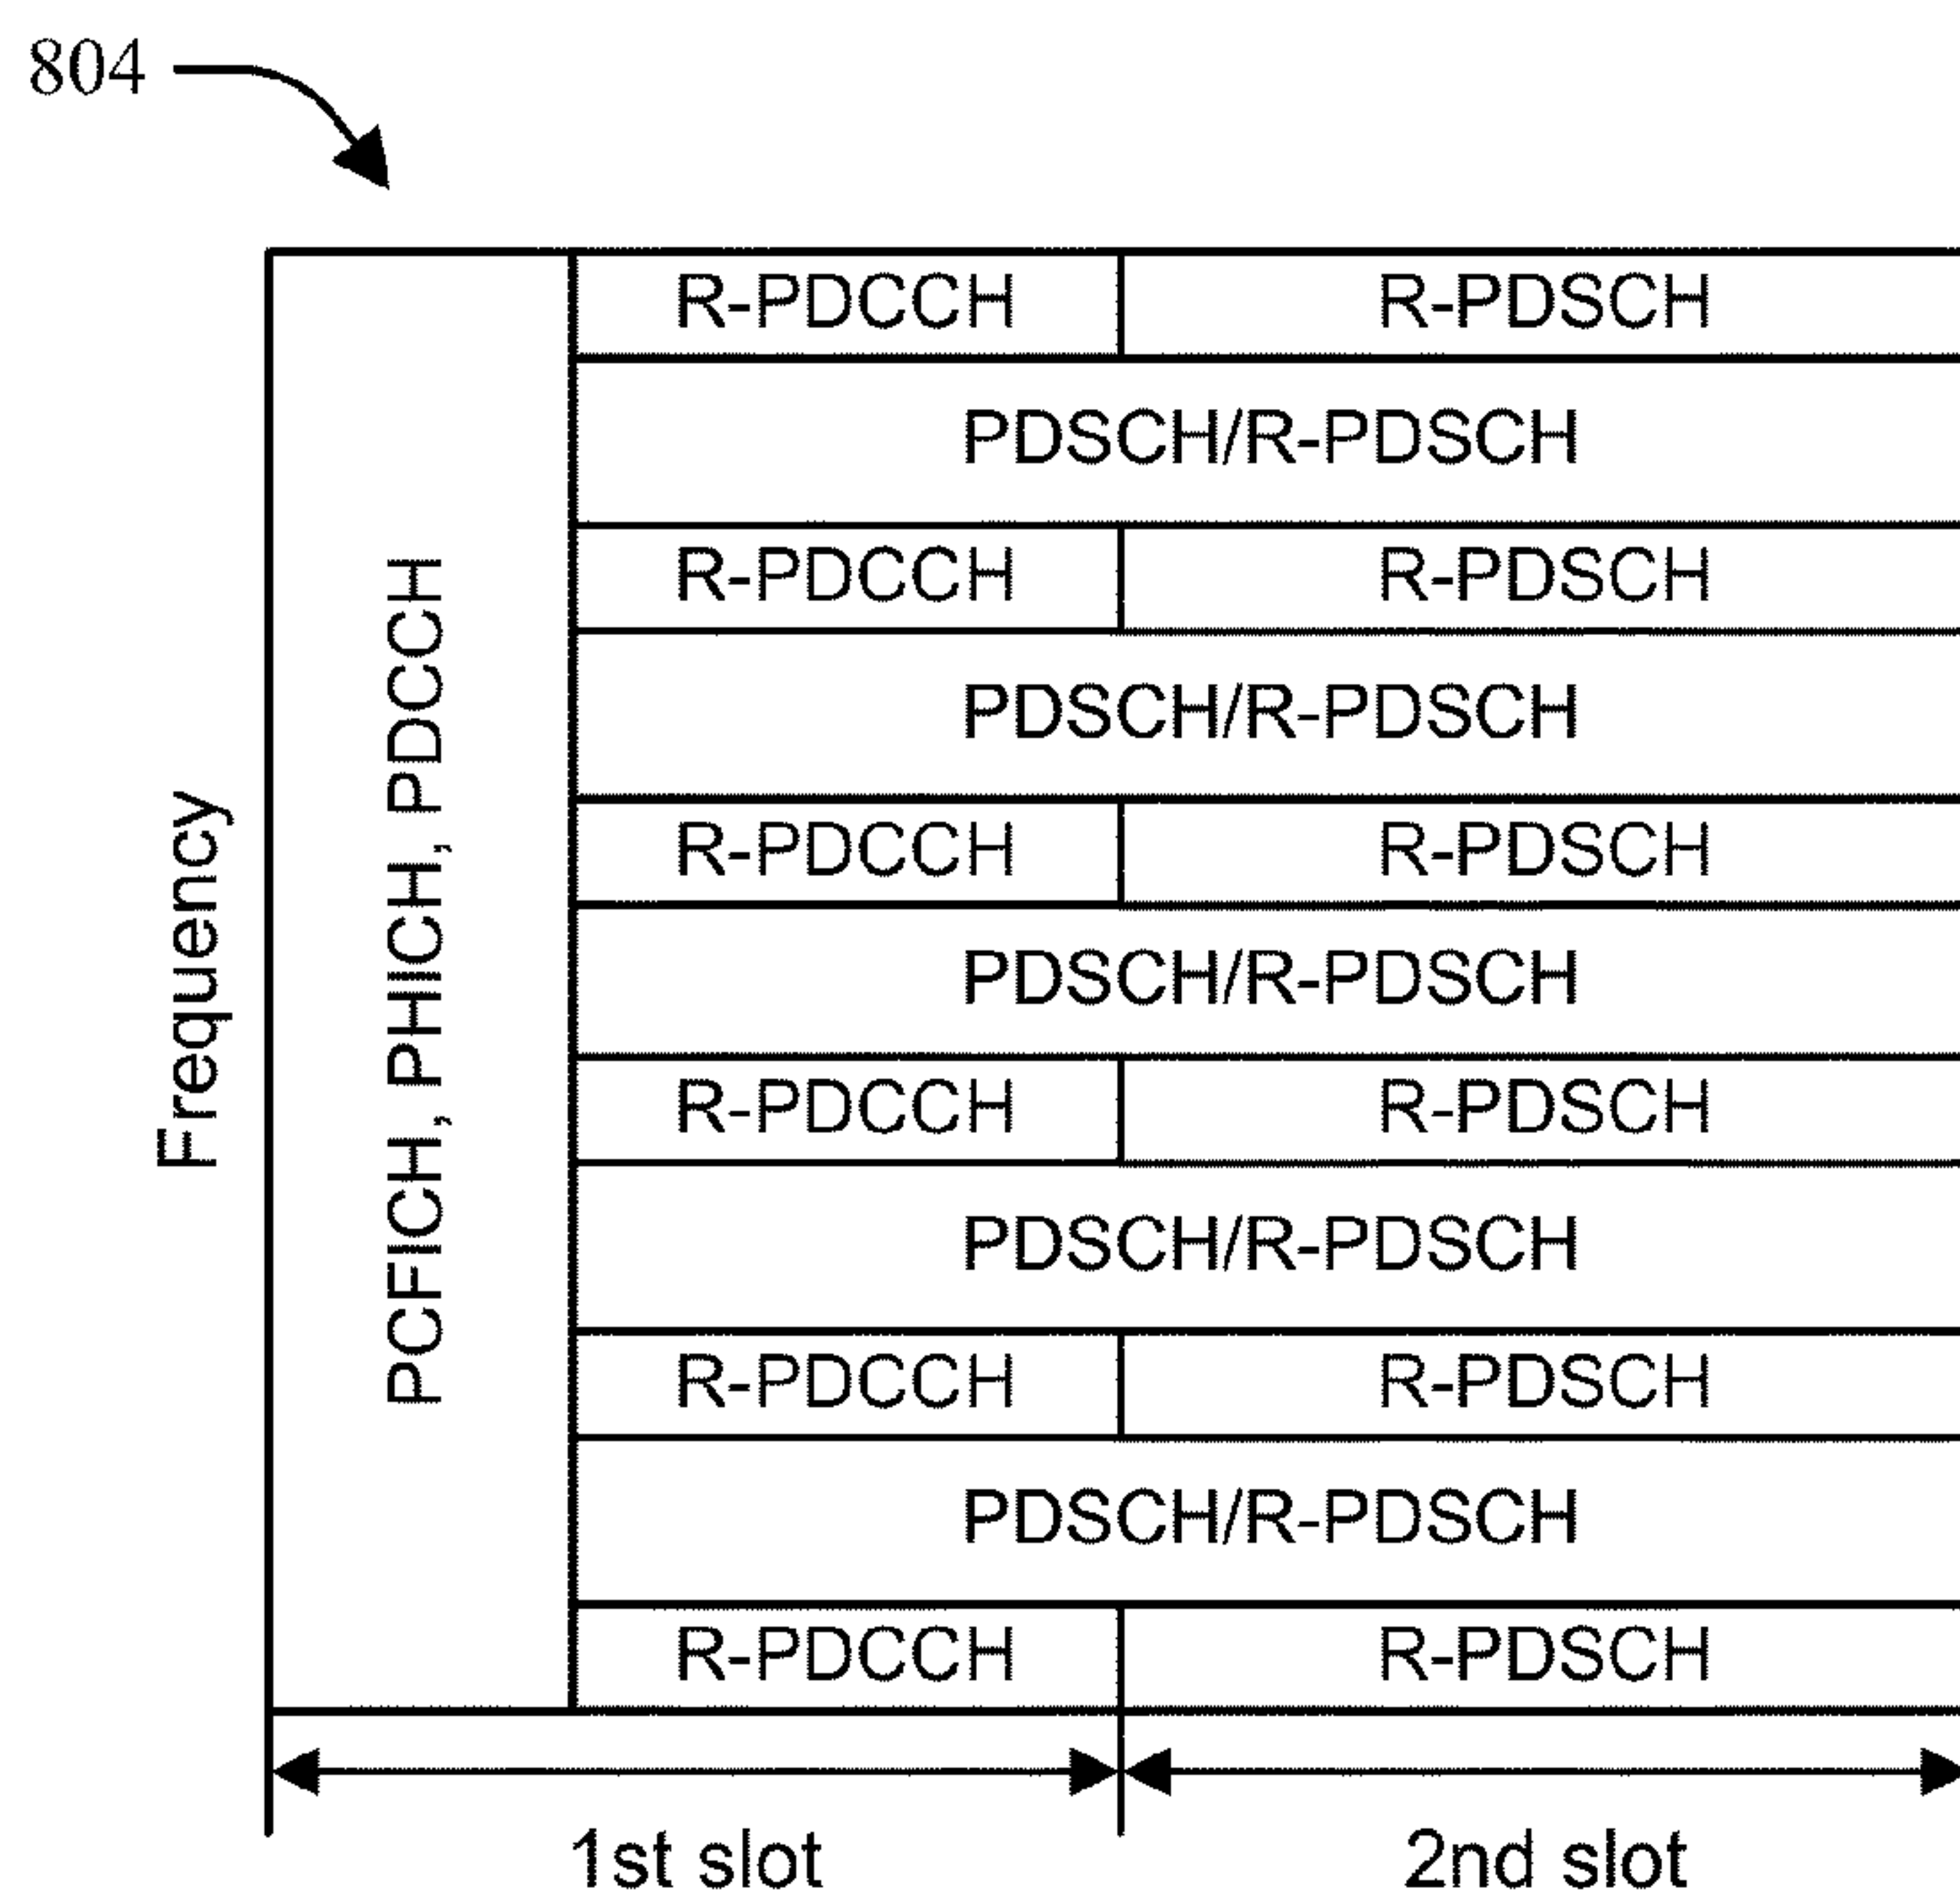 804
R-PDCCH R-PDSCH
PDSCH/R-PDSCH
R-PDCCH R-PDSCH
PDSCH/R-PDSCH
R-PDCCH R-PDSCH
PDSCH/R-PDSCH
R-PDCCH R-PDSCH
PDSCH/R-PDSCH
R-PDCCH R-PDSCH
PDSCH/R-PDSCH
R-PDCCH R-PDSCH
Frequency
PCFICH, PHICH, PDCCH
1st slot 2nd slot